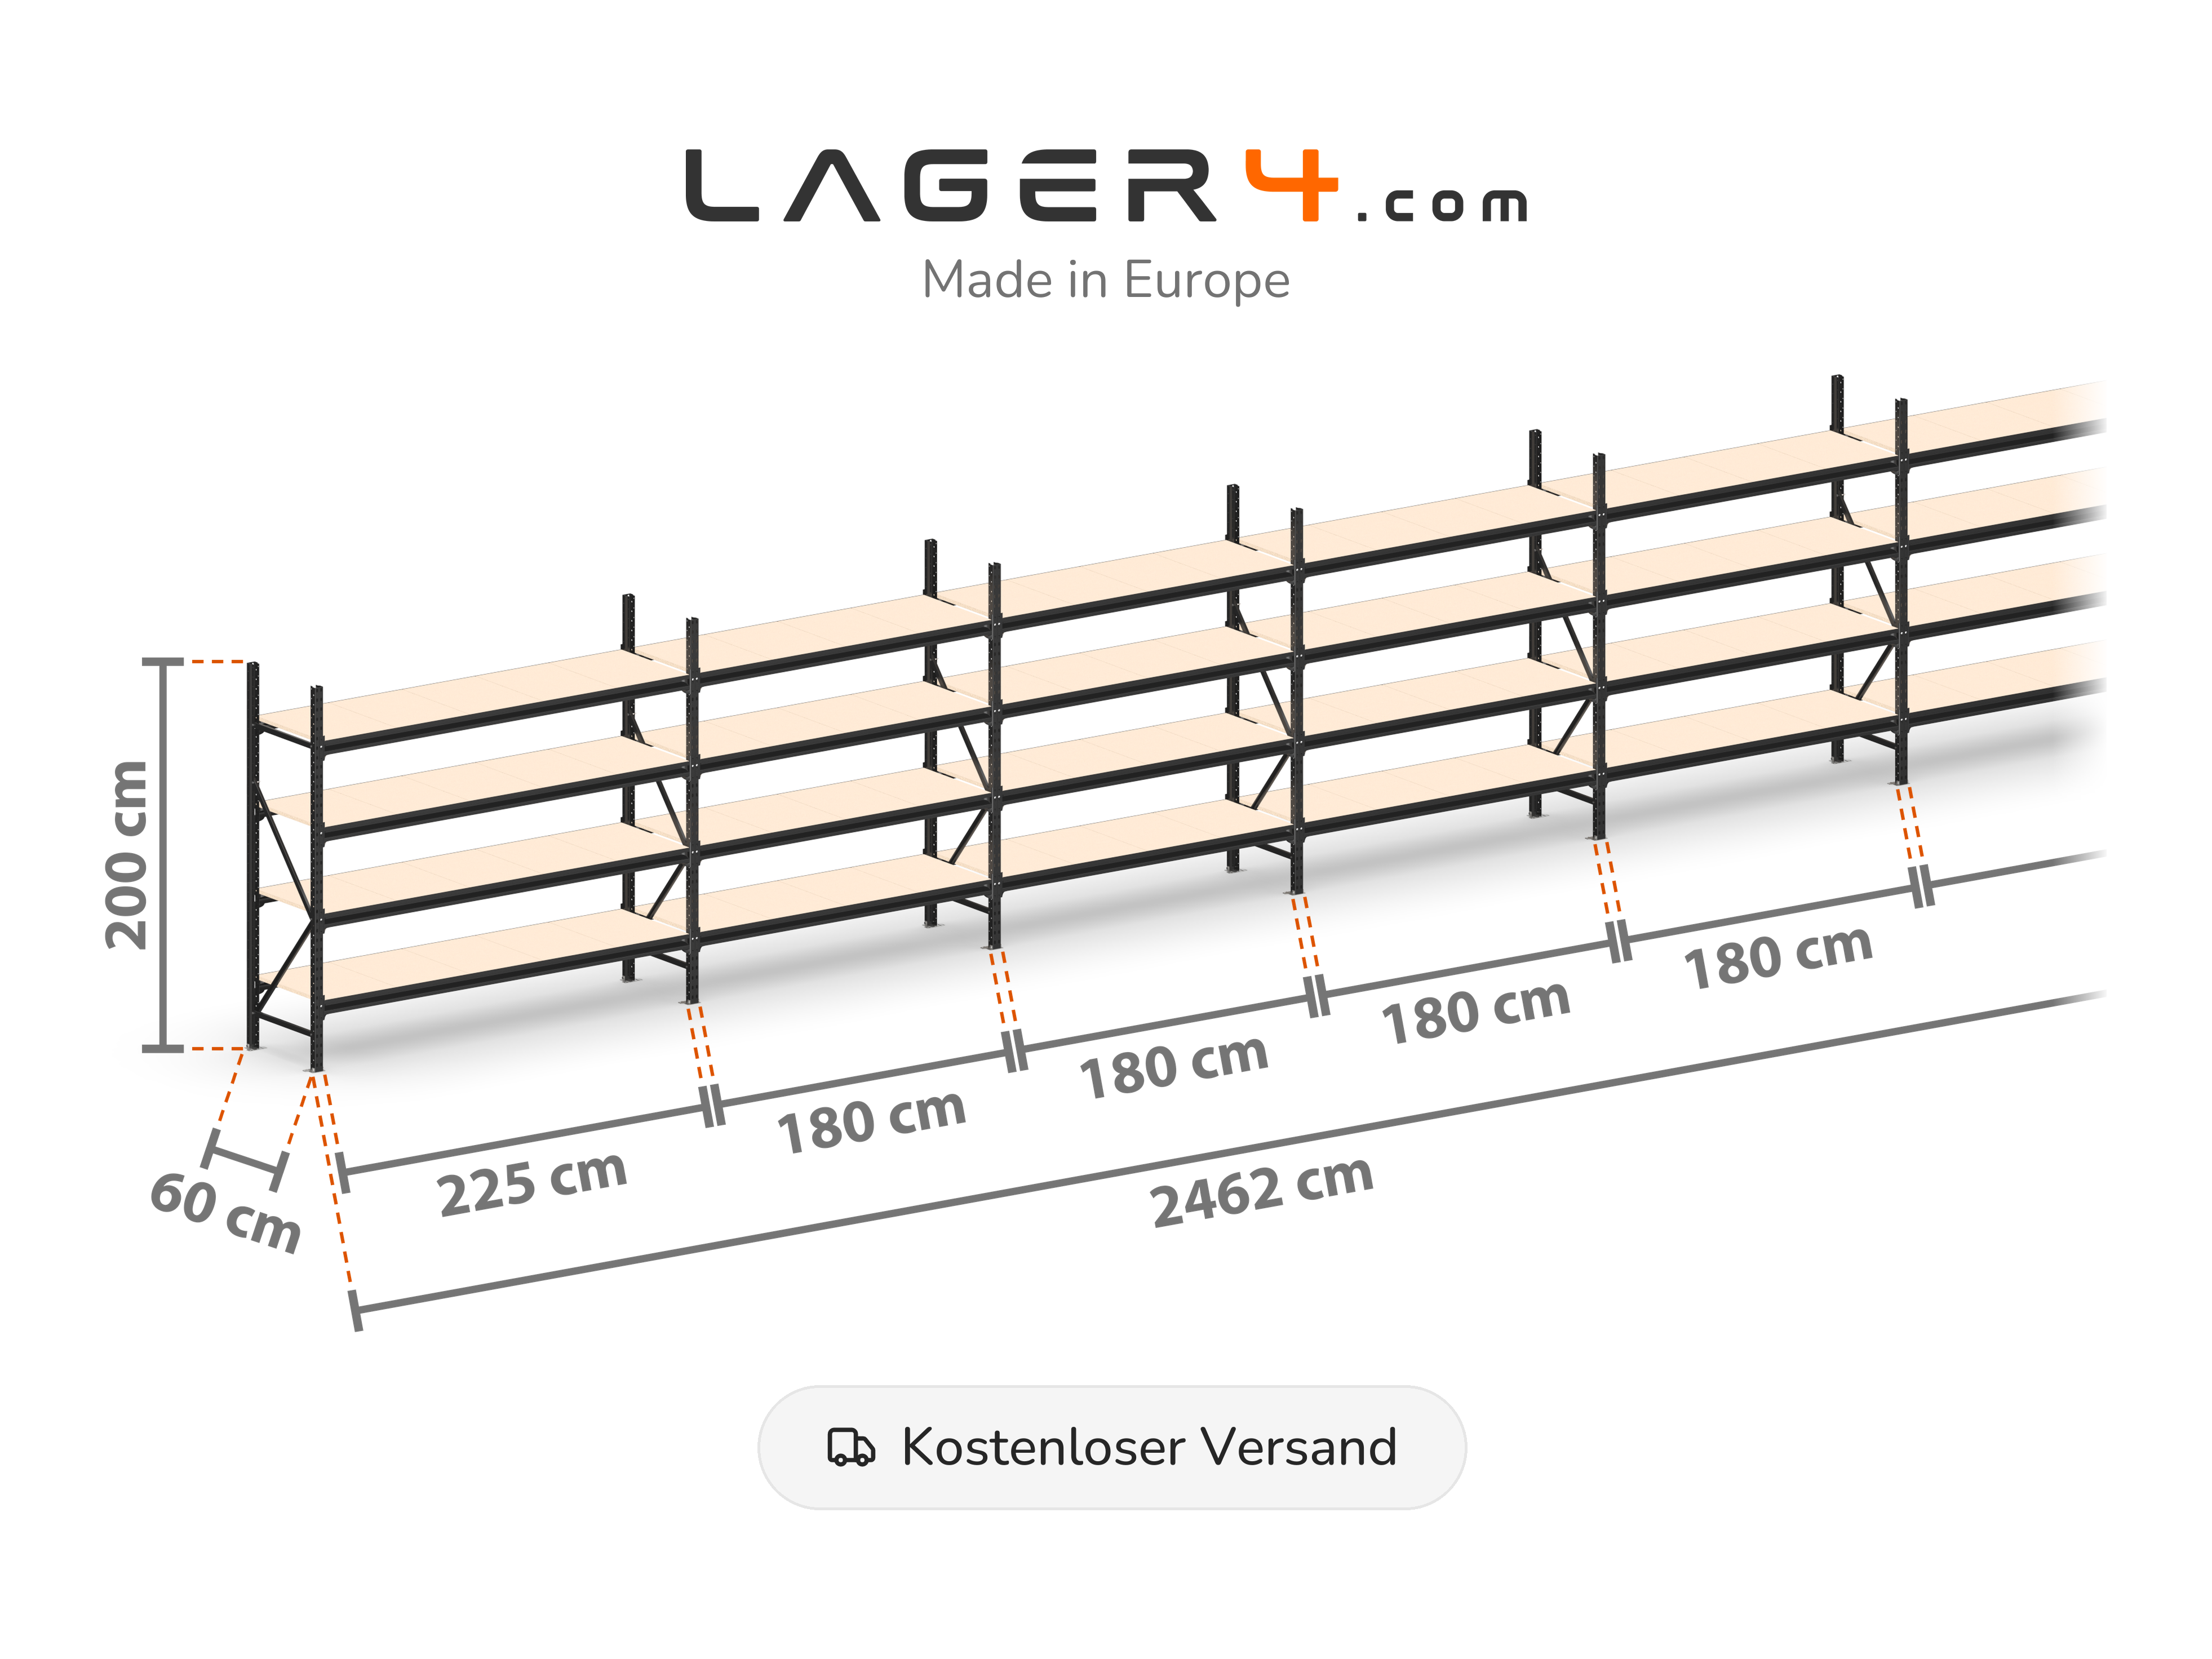 LAGER4.com
Made in Europe
200 cm
60 cm
225 cm
180 cm
180 cm
180 cm
180 cm
2462 cm
Kostenloser Versand